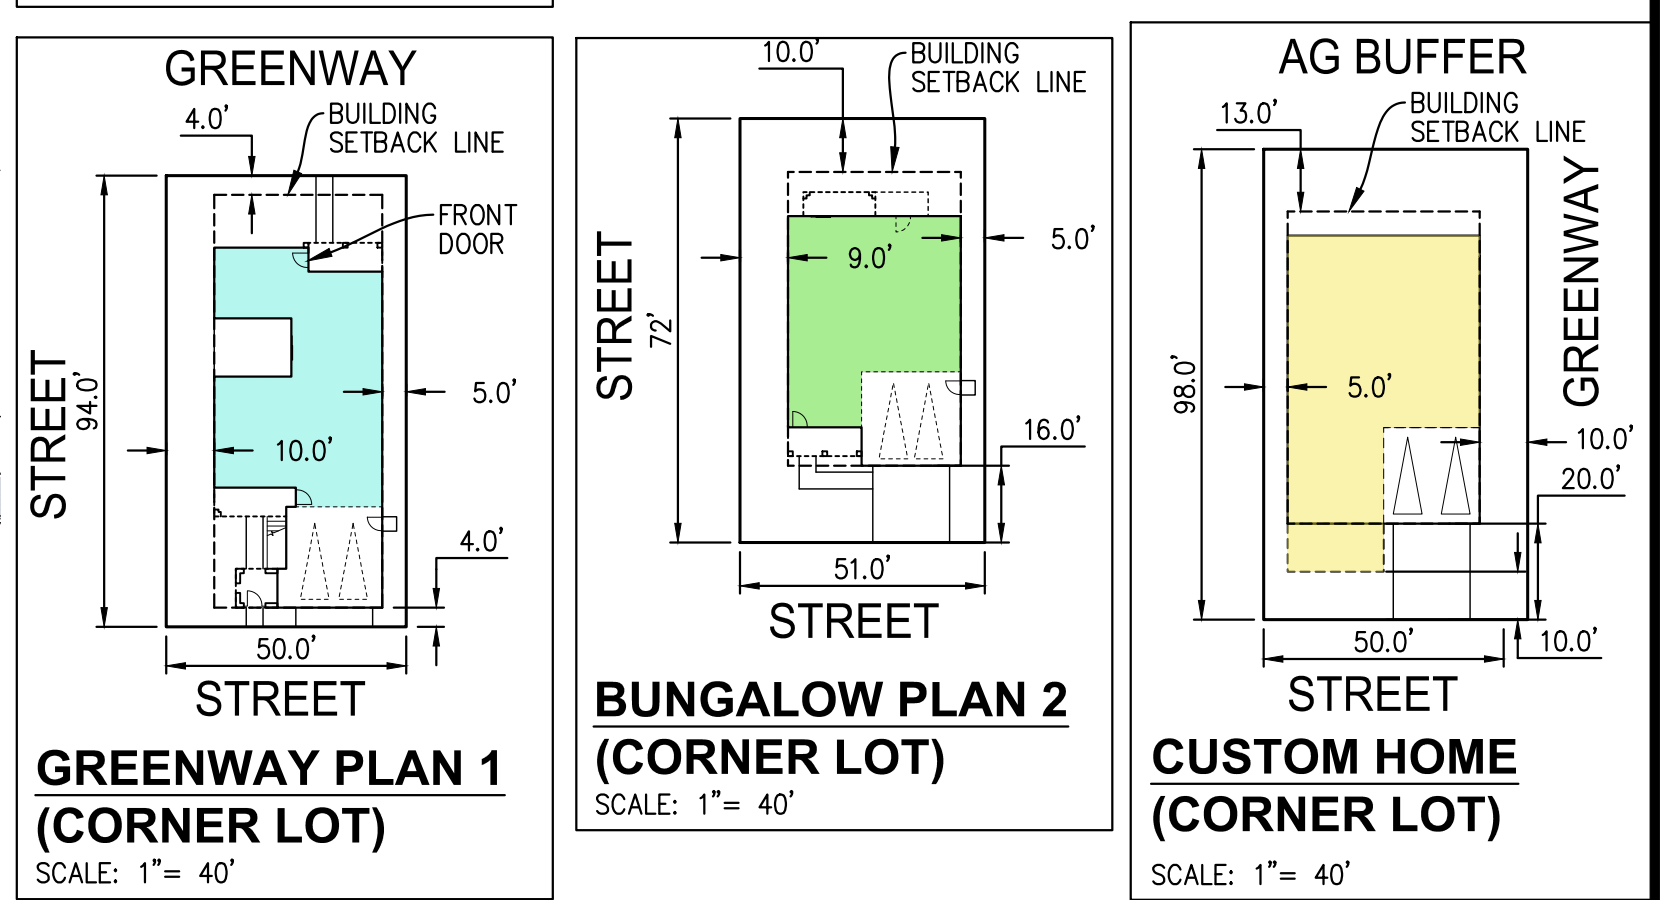 GREENWAY
4.0'
BUILDING
SETBACK LINE
FRONT
DOOR
STREET
94.0'
5.0'
10.0'
4.0'
50.0'
STREET
GREENWAY PLAN 1
(CORNER LOT)
SCALE: 1"= 40'
10.0'
BUILDING
SETBACK LINE
STREET
72'
9.0'
5.0'
16.0'
51.0'
STREET
BUNGALOW PLAN 2
(CORNER LOT)
SCALE: 1"= 40'
AG BUFFER
13.0'
BUILDING
SETBACK LINE
GREENWAY
98.0'
5.0'
10.0'
20.0'
50.0'
10.0'
STREET
CUSTOM HOME
(CORNER LOT)
SCALE: 1"= 40'